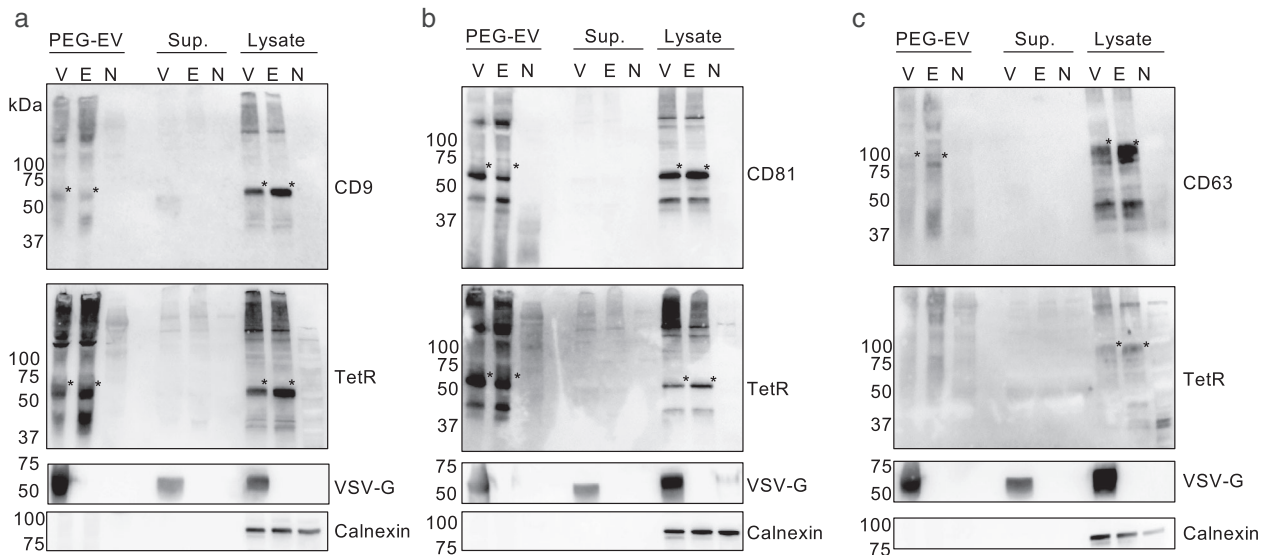 a
PEG-EV Sup. Lysate
V E N V E N V E N
kDa
100
75
50
37
* * * *
CD9
100
75
50
37
* * * *
TetR
75
50
VSV-G
100
75
Calnexin
b
PEG-EV Sup. Lysate
V E N V E N V E N
100
75
50
37
* * * *
CD81
100
75
50
37
* * * *
TetR
75
50
VSV-G
100
75
Calnexin
c
PEG-EV Sup. Lysate
V E N V E N V E N
100
75
50
37
* * * *
CD63
100
75
50
37
* *
TetR
75
50
VSV-G
100
75
Calnexin